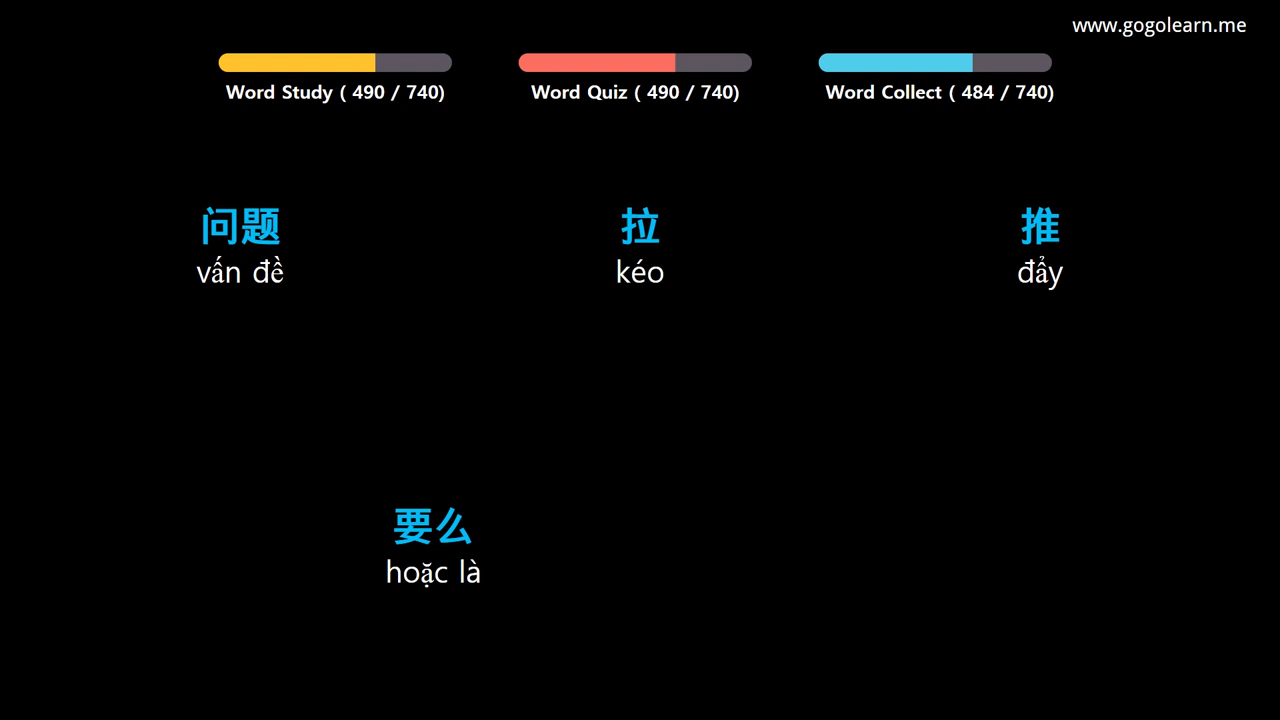 www.gogolearn.me
Word Study ( 490 / 740)
Word Quiz ( 490 / 740)
Word Collect ( 484 / 740)
问题
vấn đề
拉
kéo
推
đẩy
要么
hoặc là